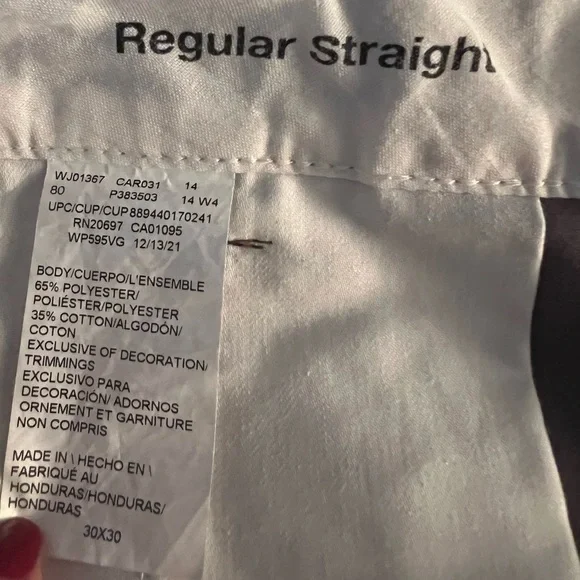 Regular Straight
WJ01367 CAR031 14
80 P383503 14 W4
UPC/CUP/CUP889440170241
RN20697 CA01095
WP595VG 12/13/21
BODY/CUERPO/L'ENSEMBLE
65% POLYESTER/
POLIÉSTER/POLYESTER
35% COTTON/ALGODÓN/
COTON
EXCLUSIVE OF DECORATION/
TRIMMINGS
EXCLUSIVO PARA
DECORACIÓN/ ADORNOS
ORNEMENT ET GARNITURE
NON COMPRIS
MADE IN \ HECHO EN \
FABRIQUÉ AU
HONDURAS/HONDURAS/
HONDURAS
30X30